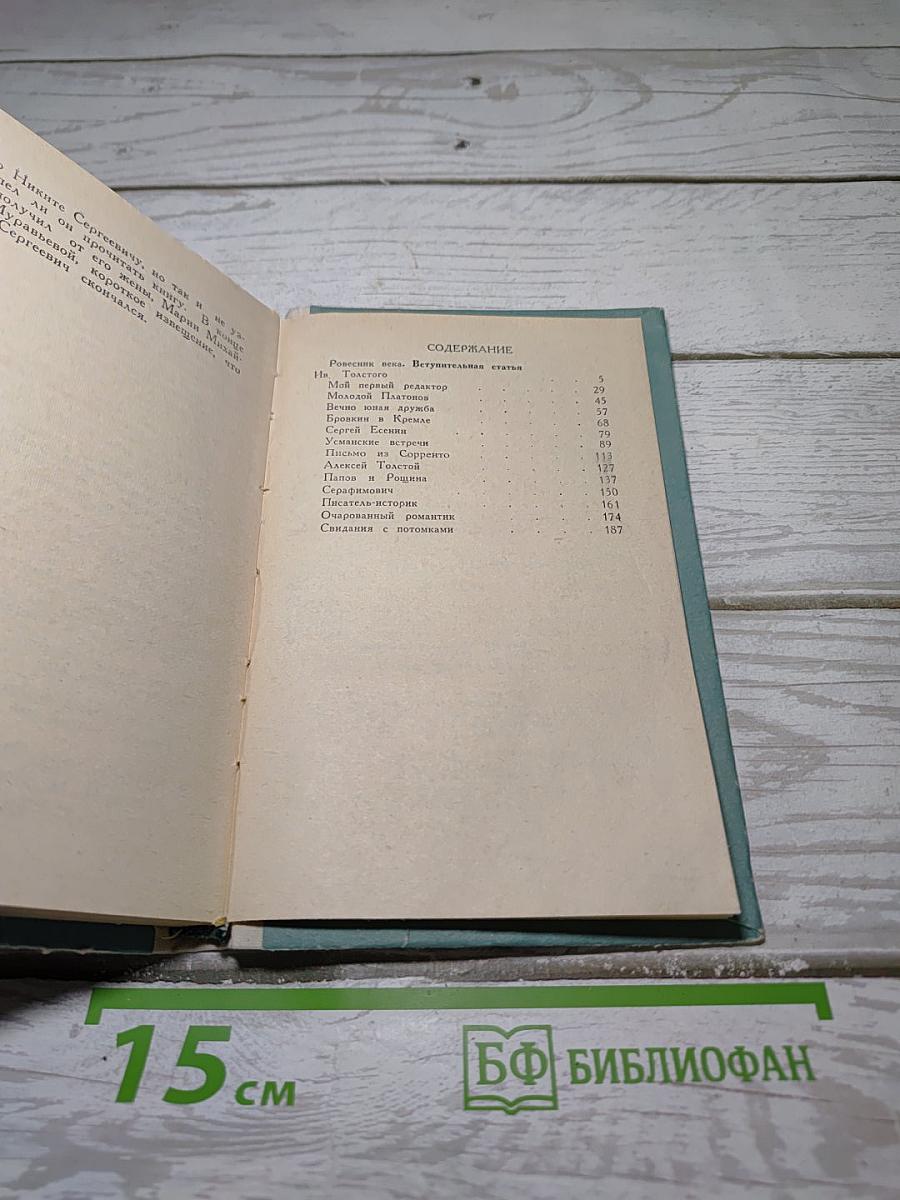 Никите Сергеевичу, но так и не ус-
пел ли он прочитать книгу. В конце
получил от его жены, Марии Михай-
Муравьевой, короткое извещение, что
Сергеевич скончался.
СОДЕРЖАНИЕ
Ровесник века. Вступительная статья
Ив. Толстого . . . 5
Мой первый редактор . . . . . 29
Молодой Платонов . . . . . 45
Вечно юная дружба . . . . . 57
Бровкин в Кремле . . . . . 68
Сергей Есенин . . . . . . 79
Усманские встречи . . . . . 89
Письмо из Сорренто . . . . . 113
Алексей Толстой . . . . . 127
Папов и Рощина . . . . . 137
Серафимович . . . . . . 150
Писатель-историк . . . . . 161
Очарованный романтик . . . . 174
Свидания с потомками . . . . 187
15 см
БФ БИБЛИОФАН